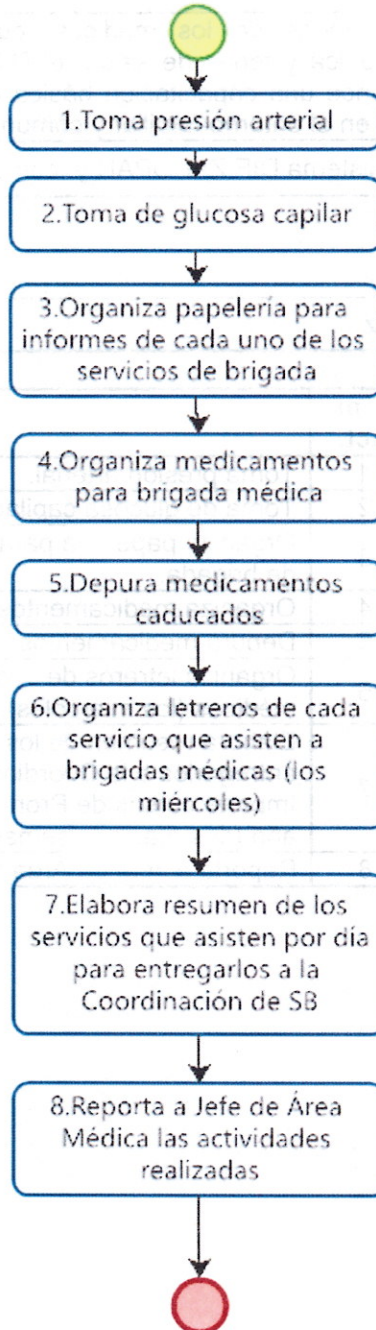 1.Toma presión arterial
2.Toma de glucosa capilar
3.Organiza papelería para
informes de cada uno de los
servicios de brigada
4.Organiza medicamentos
para brigada médica
5.Depura medicamentos
caducados
6.Organiza letreros de cada
servicio que asisten a
brigadas médicas (los
miércoles)
7.Elabora resumen de los
servicios que asisten por día
para entregarlos a la
Coordinación de SB
8.Reporta a Jefe de Área
Médica las actividades
realizadas